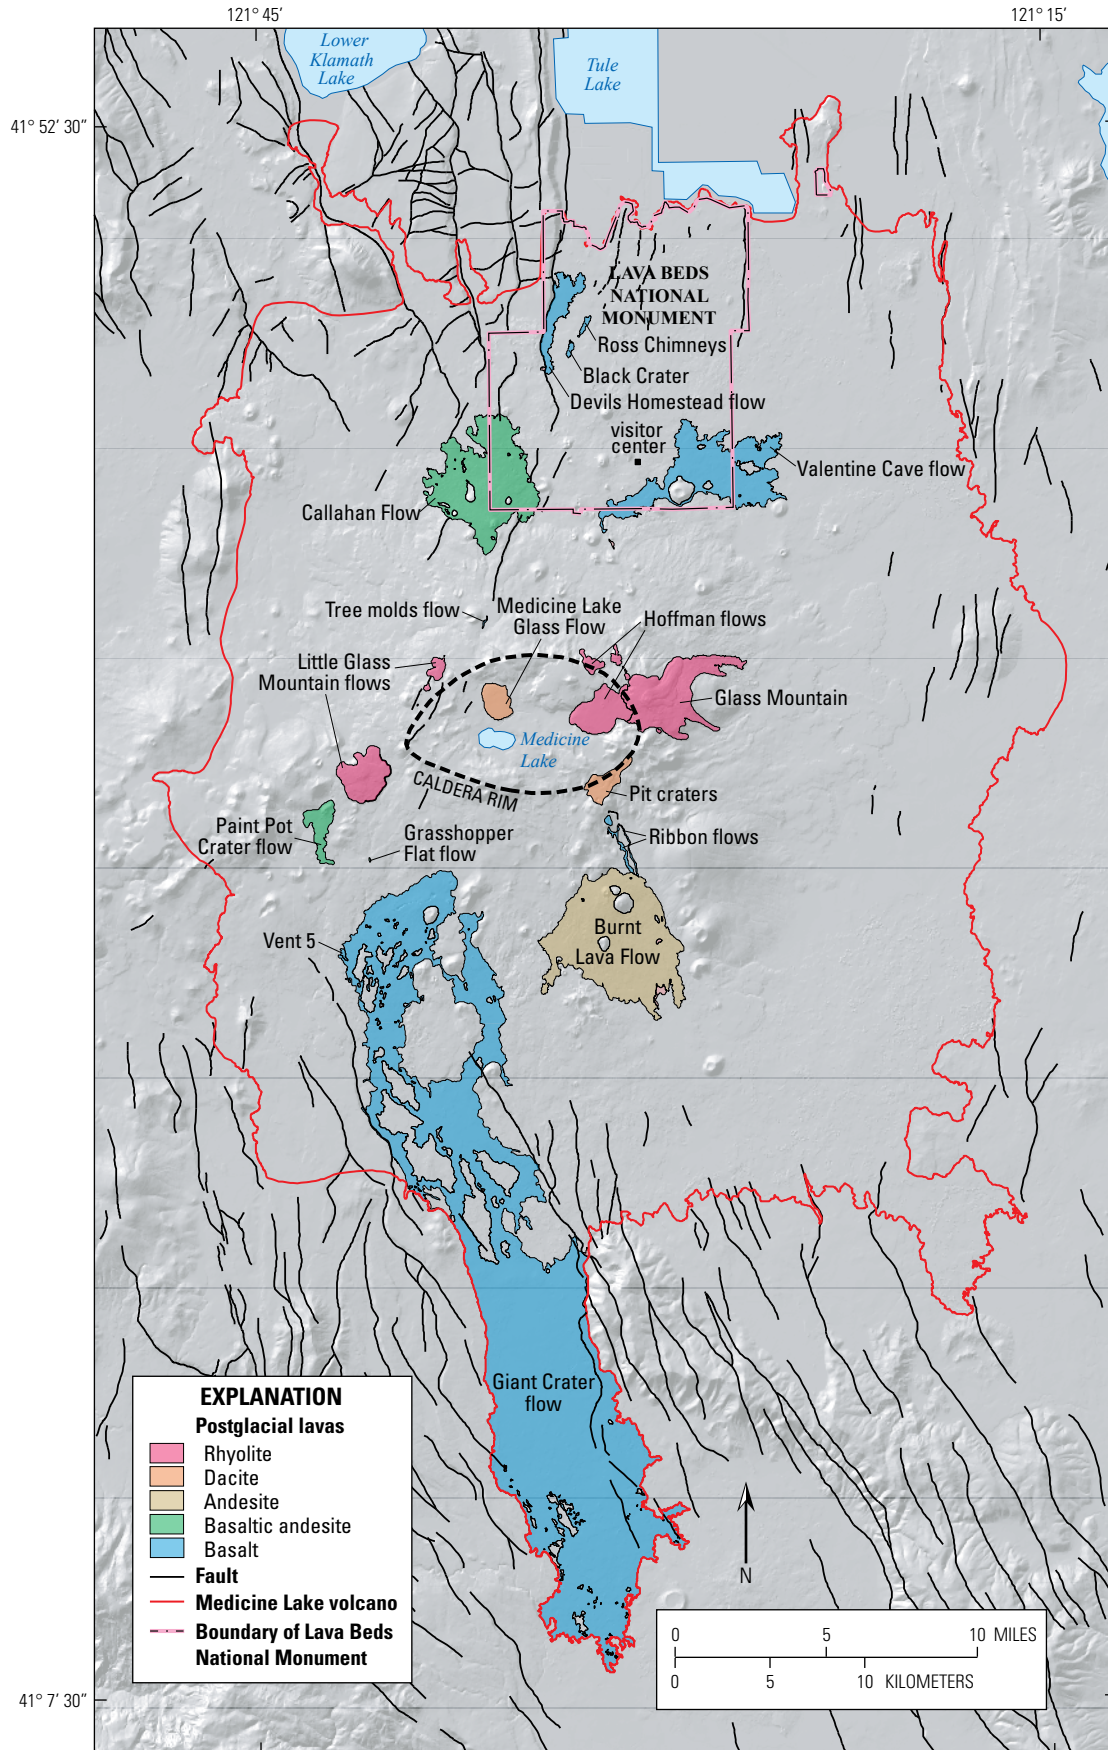 121° 45’
121° 15’
Lower
Klamath
Lake
Tule
Lake
41° 52’ 30”
LAVA BEDS
NATIONAL
MONUMENT
Ross Chimneys
Black Crater
Devils Homestead flow
visitor
center
Valentine Cave flow
Callahan Flow
Tree molds flow
Medicine Lake
Glass Flow
Hoffman flows
Little Glass
Mountain flows
Glass Mountain
Medicine
Lake
CALDERA RIM
Pit craters
Paint Pot
Crater flow
Grasshopper
Flat flow
Ribbon flows
Burnt
Lava Flow
Vent 5
Giant Crater
flow
EXPLANATION
Postglacial lavas
Rhyolite
Dacite
Andesite
Basaltic andesite
Basalt
Fault
Medicine Lake volcano
Boundary of Lava Beds
National Monument
N
0 5 10 MILES
0 5 10 KILOMETERS
41° 7’ 30”